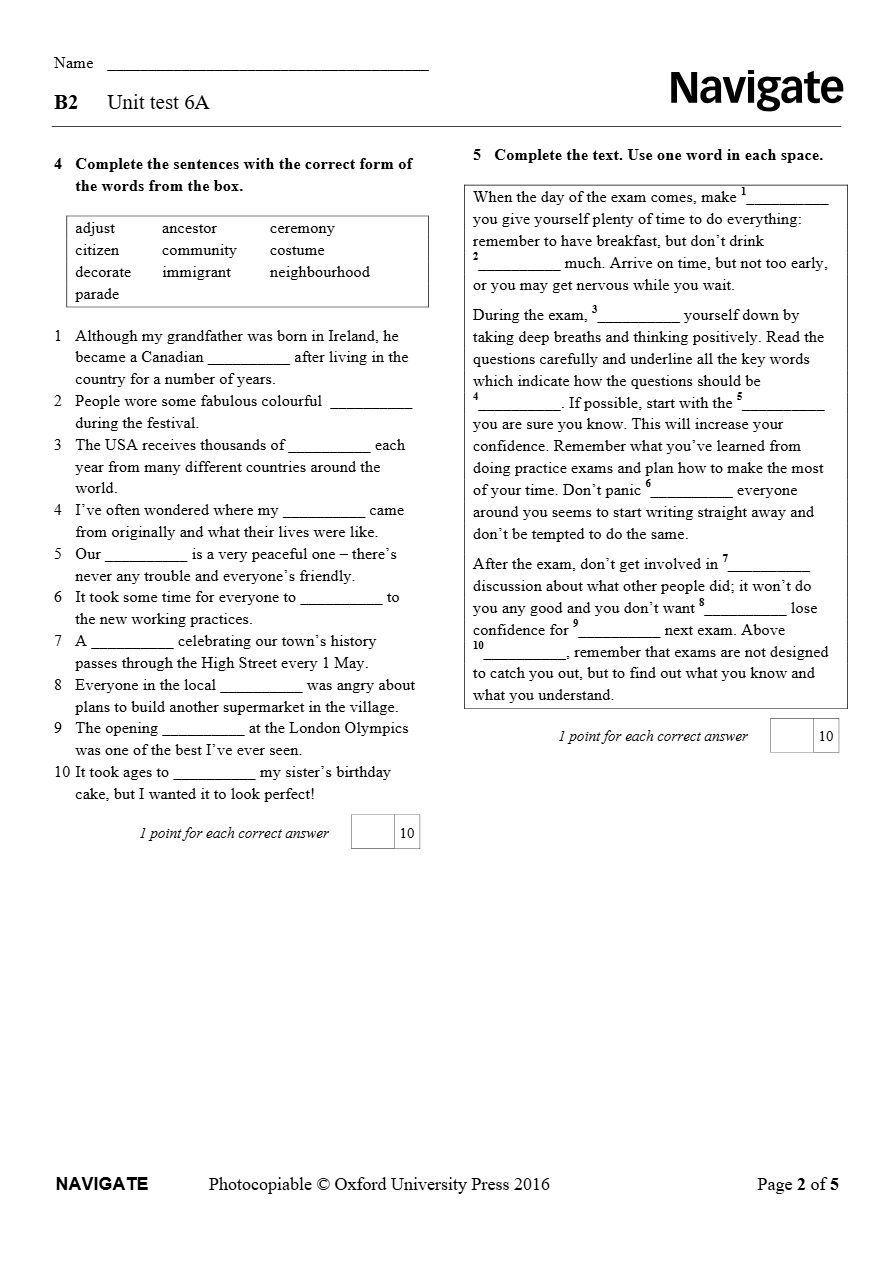 Name ______________________________________
Navigate
B2 Unit test 6A
4 Complete the sentences with the correct form of
the words from the box.
adjust ancestor ceremony
citizen community costume
decorate immigrant neighbourhood
parade
1 Although my grandfather was born in Ireland, he
became a Canadian __________ after living in the
country for a number of years.
2 People wore some fabulous colourful __________
during the festival.
3 The USA receives thousands of __________ each
year from many different countries around the
world.
4 I’ve often wondered where my __________ came
from originally and what their lives were like.
5 Our __________ is a very peaceful one – there’s
never any trouble and everyone’s friendly.
6 It took some time for everyone to __________ to
the new working practices.
7 A __________ celebrating our town’s history
passes through the High Street every 1 May.
8 Everyone in the local __________ was angry about
plans to build another supermarket in the village.
9 The opening __________ at the London Olympics
was one of the best I’ve ever seen.
10 It took ages to __________ my sister’s birthday
cake, but I wanted it to look perfect!
1 point for each correct answer 10
5 Complete the text. Use one word in each space.
When the day of the exam comes, make 1__________
you give yourself plenty of time to do everything:
remember to have breakfast, but don’t drink
2__________ much. Arrive on time, but not too early,
or you may get nervous while you wait.
During the exam, 3__________ yourself down by
taking deep breaths and thinking positively. Read the
questions carefully and underline all the key words
which indicate how the questions should be
4__________. If possible, start with the 5__________
you are sure you know. This will increase your
confidence. Remember what you’ve learned from
doing practice exams and plan how to make the most
of your time. Don’t panic 6__________ everyone
around you seems to start writing straight away and
don’t be tempted to do the same.
After the exam, don’t get involved in 7__________
discussion about what other people did; it won’t do
you any good and you don’t want 8__________ lose
confidence for 9__________ next exam. Above
10__________, remember that exams are not designed
to catch you out, but to find out what you know and
what you understand.
1 point for each correct answer 10
NAVIGATE Photocopiable © Oxford University Press 2016 Page 2 of 5